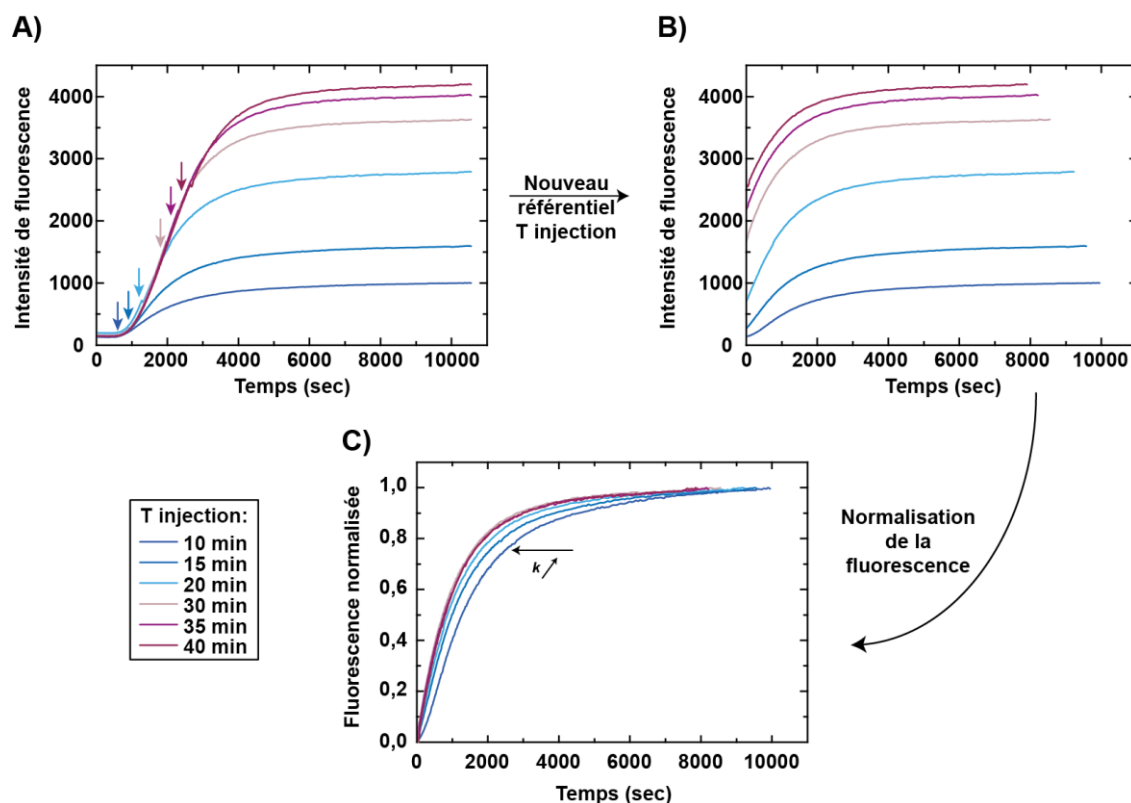 A)
Intensité de fluorescence
4000
3000
2000
1000
0
0 2000 4000 6000 8000 10000
Temps (sec)
Nouveau
référentiel
T injection
B)
Intensité de fluorescence
4000
3000
2000
1000
0
0 2000 4000 6000 8000 10000
Temps (sec)
C)
Fluorescence normalisée
1,0
0,8
0,6
0,4
0,2
0,0
0 2000 4000 6000 8000 10000
Temps (sec)
k
T injection:
10 min
15 min
20 min
30 min
35 min
40 min
Normalisation
de la
fluorescence